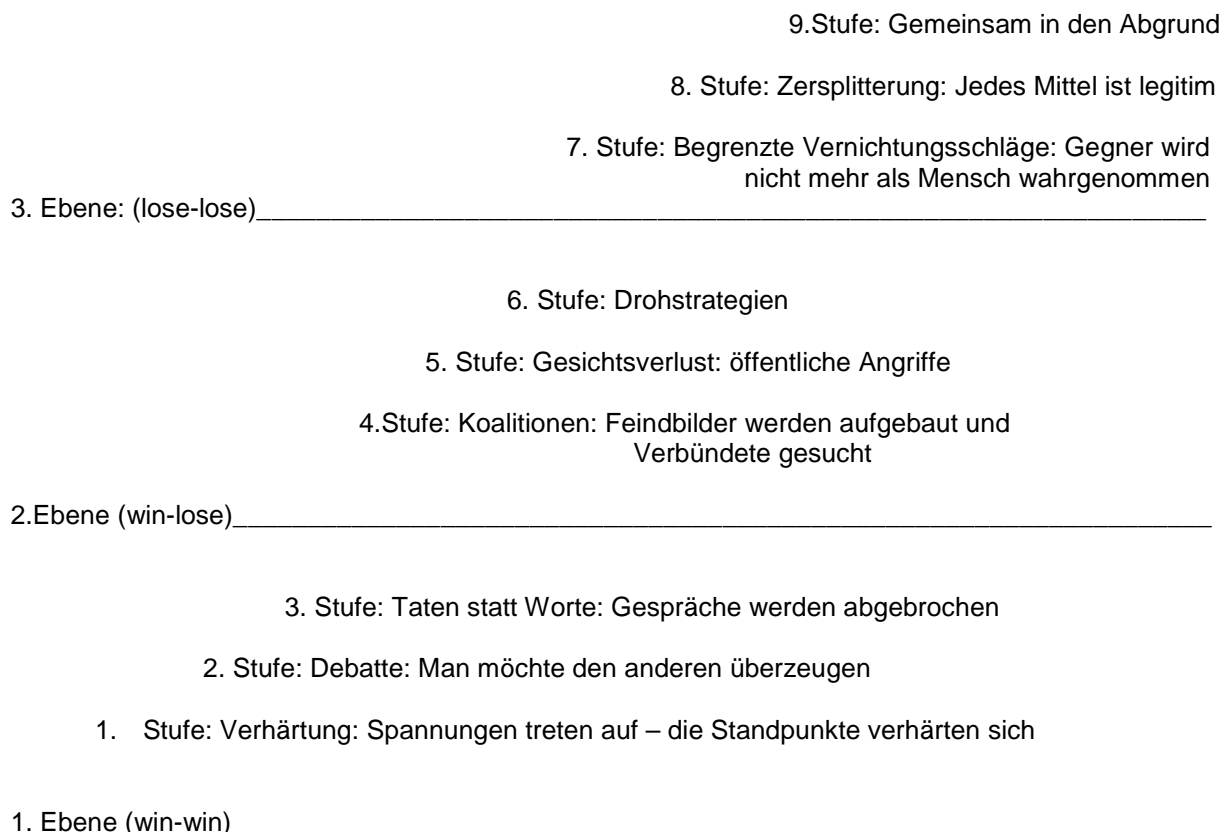 9.Stufe: Gemeinsam in den Abgrund
8. Stufe: Zersplitterung: Jedes Mittel ist legitim
7. Stufe: Begrenzte Vernichtungsschläge: Gegner wird
nicht mehr als Mensch wahrgenommen
3. Ebene: (lose-lose)________________________________________________________________
6. Stufe: Drohstrategien
5. Stufe: Gesichtsverlust: öffentliche Angriffe
4.Stufe: Koalitionen: Feindbilder werden aufgebaut und
Verbündete gesucht
2.Ebene (win-lose)__________________________________________________________________
3. Stufe: Taten statt Worte: Gespräche werden abgebrochen
2. Stufe: Debatte: Man möchte den anderen überzeugen
1. Stufe: Verhärtung: Spannungen treten auf – die Standpunkte verhärten sich
1. Ebene (win-win)